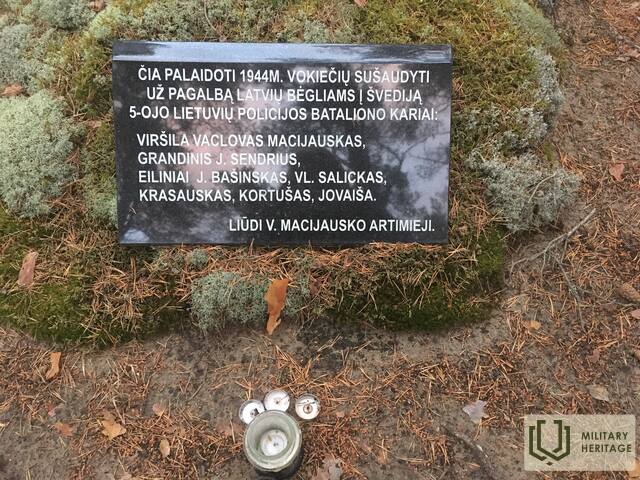 ČIA PALAIDOTI 1944M. VOKIEČIŲ SUŠAUDYTI
UŽ PAGALBĄ LATVIŲ BĖGLIAMS Į ŠVEDIJĄ
5-OJO LIETUVIŲ POLICIJOS BATALIONO KARIAI:
VIRŠILA VACLOVAS MACIJAUSKAS,
GRANDINIS J. SENDRIUS,
EILINIAI J. BAŠINSKAS, VL. SALICKAS,
KRASAUSKAS, KORTUŠAS, JOVAIŠA.
LIŪDI V. MACIJAUSKO ARTIMIEJI.
MILITARY
HERITAGE